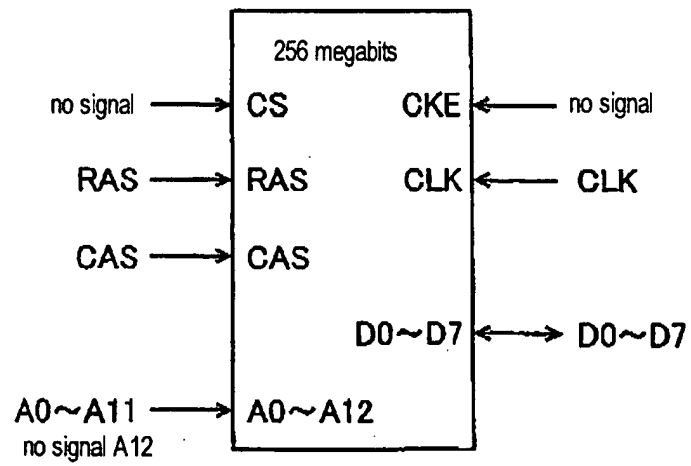 256 megabits
no signal CS CKE no signal
RAS RAS CLK CLK
CAS CAS
D0～D7 D0～D7
A0～A11 A0～A12
no signal A12